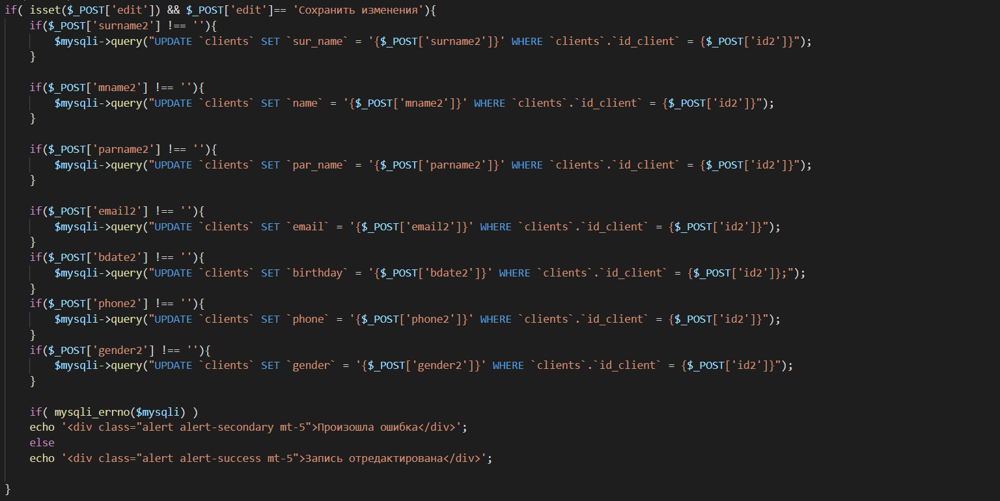 if( isset($_POST['edit']) && $_POST['edit']== 'Сохранить изменения'){
if($_POST['surname2'] !== ''){
$mysqli->query("UPDATE `clients` SET `sur_name` = '{$_POST['surname2']}' WHERE `clients`.`id_client` = {$_POST['id2']}");
}
if($_POST['mname2'] !== ''){
$mysqli->query("UPDATE `clients` SET `name` = '{$_POST['mname2']}' WHERE `clients`.`id_client` = {$_POST['id2']}");
}
if($_POST['parname2'] !== ''){
$mysqli->query("UPDATE `clients` SET `par_name` = '{$_POST['parname2']}' WHERE `clients`.`id_client` = {$_POST['id2']}");
}
if($_POST['email2'] !== ''){
$mysqli->query("UPDATE `clients` SET `email` = '{$_POST['email2']}' WHERE `clients`.`id_client` = {$_POST['id2']}");
}
if($_POST['bdate2'] !== ''){
$mysqli->query("UPDATE `clients` SET `birthday` = '{$_POST['bdate2']}' WHERE `clients`.`id_client` = {$_POST['id2']};");
}
if($_POST['phone2'] !== ''){
$mysqli->query("UPDATE `clients` SET `phone` = '{$_POST['phone2']}' WHERE `clients`.`id_client` = {$_POST['id2']}");
}
if($_POST['gender2'] !== ''){
$mysqli->query("UPDATE `clients` SET `gender` = '{$_POST['gender2']}' WHERE `clients`.`id_client` = {$_POST['id2']}");
}
if( mysqli_errno($mysqli) )
echo '<div class="alert alert-secondary mt-5">Произошла ошибка</div>';
else
echo '<div class="alert alert-success mt-5">Запись отредактирована</div>';
}